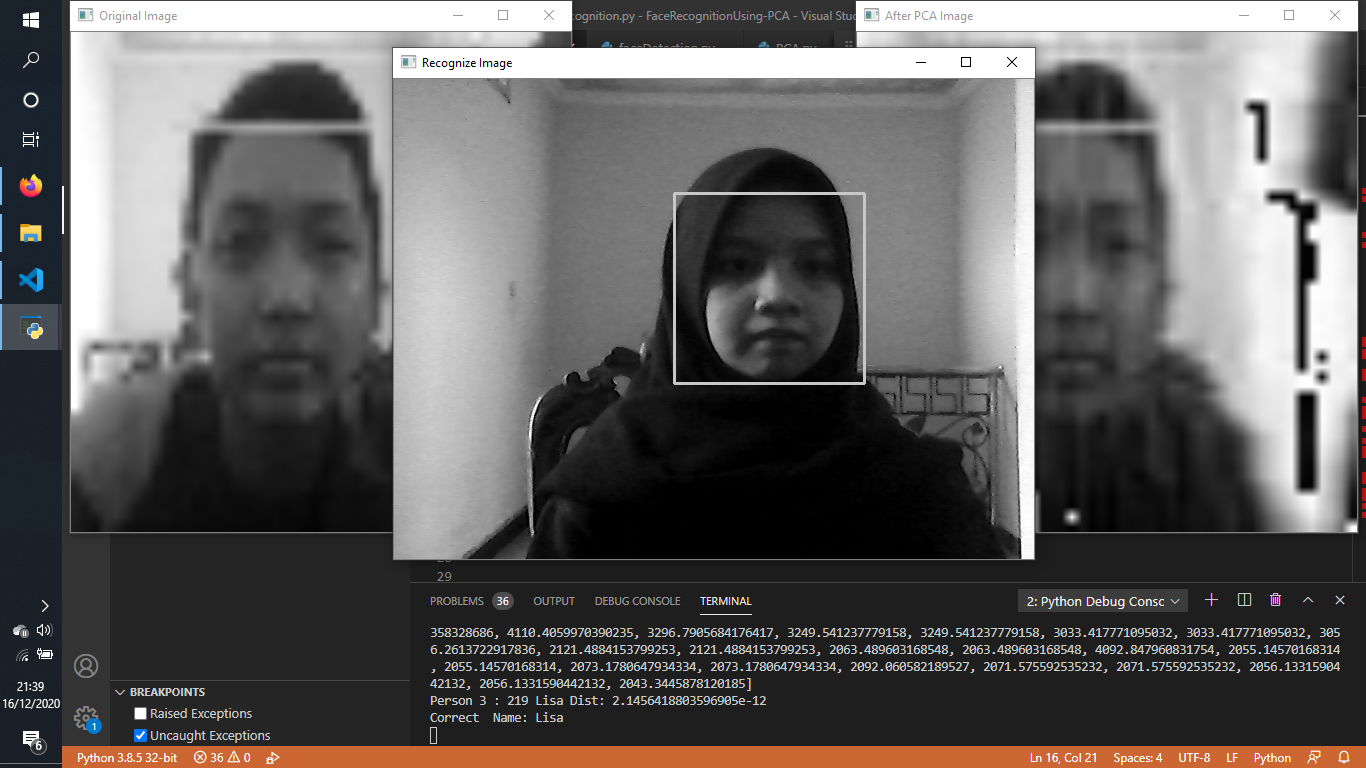 Original Image
cognition.py - FaceRecognitionUsing-PCA - Visual Stud
After PCA Image
faceDetection.py
PCA.py
Recognize Image
29
PROBLEMS 36 OUTPUT DEBUG CONSOLE TERMINAL 2: Python Debug Consc
358328686, 4110.4059970390235, 3296.7905684176417, 3249.541237779158, 3249.541237779158, 3033.417771095032, 3033.417771095032, 305
6.2613722917836, 2121.4884153799253, 2121.4884153799253, 2063.489603168548, 2063.489603168548, 4092.847960831754, 2055.14570168314
, 2055.14570168314, 2073.1780647934334, 2073.1780647934334, 2092.060582189527, 2071.575592535232, 2071.575592535232, 2056.13315904
42132, 2056.1331590442132, 2043.3445878120185]
Person 3 : 219 Lisa Dist: 2.1456418803596905e-12
Correct  Name: Lisa
BREAKPOINTS
Raised Exceptions
Uncaught Exceptions
1
21:39
16/12/2020
6
Python 3.8.5 32-bit 36 0 Ln 16, Col 21 Spaces: 4 UTF-8 LF Python